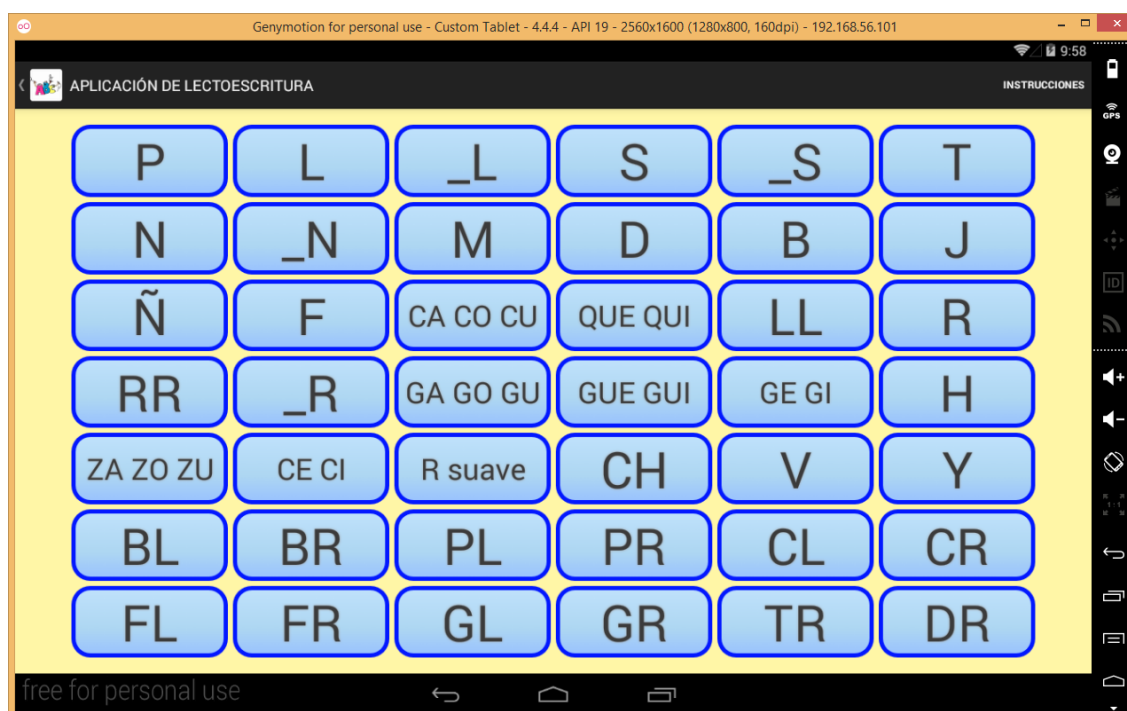 Genymotion for personal use - Custom Tablet - 4.4.4 - API 19 - 2560x1600 (1280x800, 160dpi) - 192.168.56.101
9:58
APLICACIÓN DE LECTOESCRITURA INSTRUCCIONES
GPS
P L _L S _S T
N _N M D B J
Ñ F CA CO CU QUE QUI LL R
ID
RR _R GA GO GU GUE GUI GE GI H
ZA ZO ZU CE CI R suave CH V Y
1:1
BL BR PL PR CL CR
FL FR GL GR TR DR
free for personal use